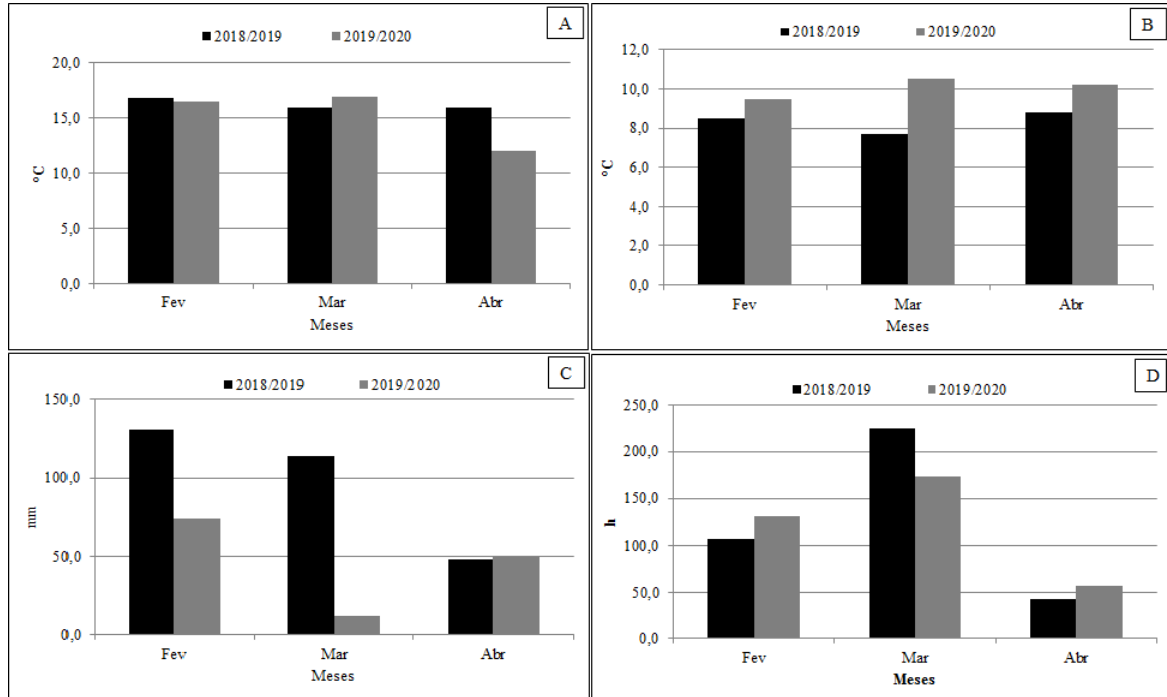 A
2018/2019 2019/2020
20,0
15,0
10,0
5,0
0,0
°C
Fev Mar Abr
Meses
B
2018/2019 2019/2020
12,0
10,0
8,0
6,0
4,0
2,0
0,0
°C
Fev Mar Abr
Meses
C
2018/2019 2019/2020
150,0
100,0
50,0
0,0
mm
Fev Mar Abr
Meses
D
2018/2019 2019/2020
250,0
200,0
150,0
100,0
50,0
0,0
h
Fev Mar Abr
Meses